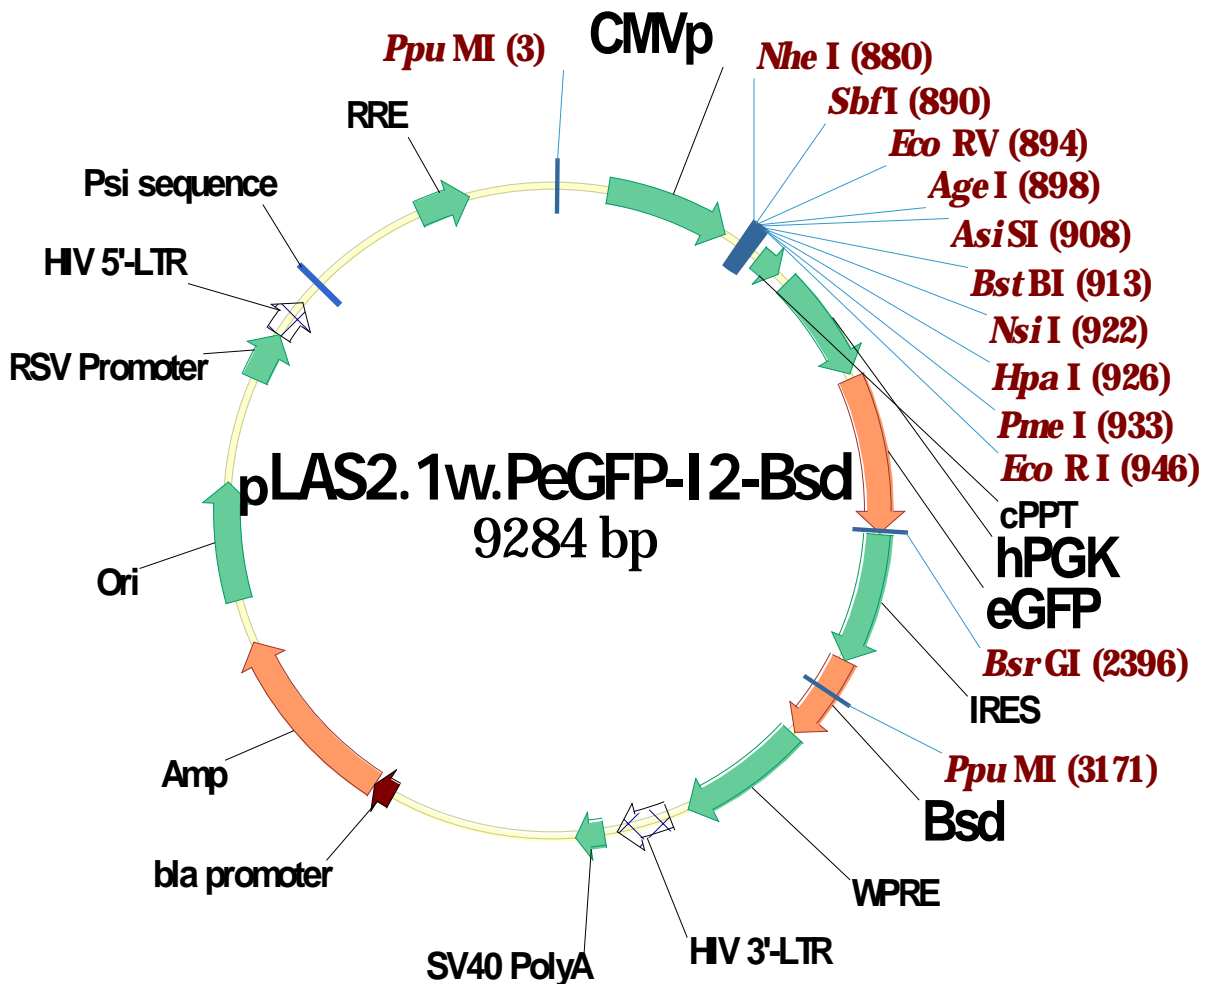 CMVp
Ppu MI (3)
Nhe I (880)
SbfI (890)
RRE
Eco RV (894)
Psi sequence
Age I (898)
AsiSI (908)
HIV 5'-LTR
Bst BI (913)
Nsi I (922)
RSV Promoter
Hpa I (926)
Pme I (933)
Eco R I (946)
pLAS2.1w.PeGFP-I2-Bsd
9284 bp
cPPT
hPGK
Ori
eGFP
Bsr GI (2396)
IRES
Amp
Ppu MI (3171)
Bsd
bla promoter
WPRE
HIV 3'-LTR
SV40 PolyA